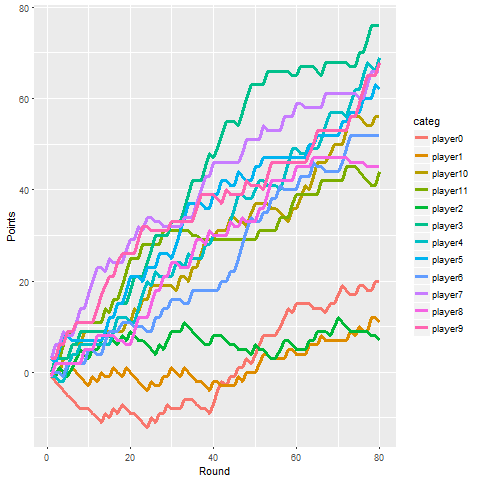 80
60
40
20
0
Points
0 20 40 60 80
Round
categ
player0
player1
player10
player11
player2
player3
player4
player5
player6
player7
player8
player9